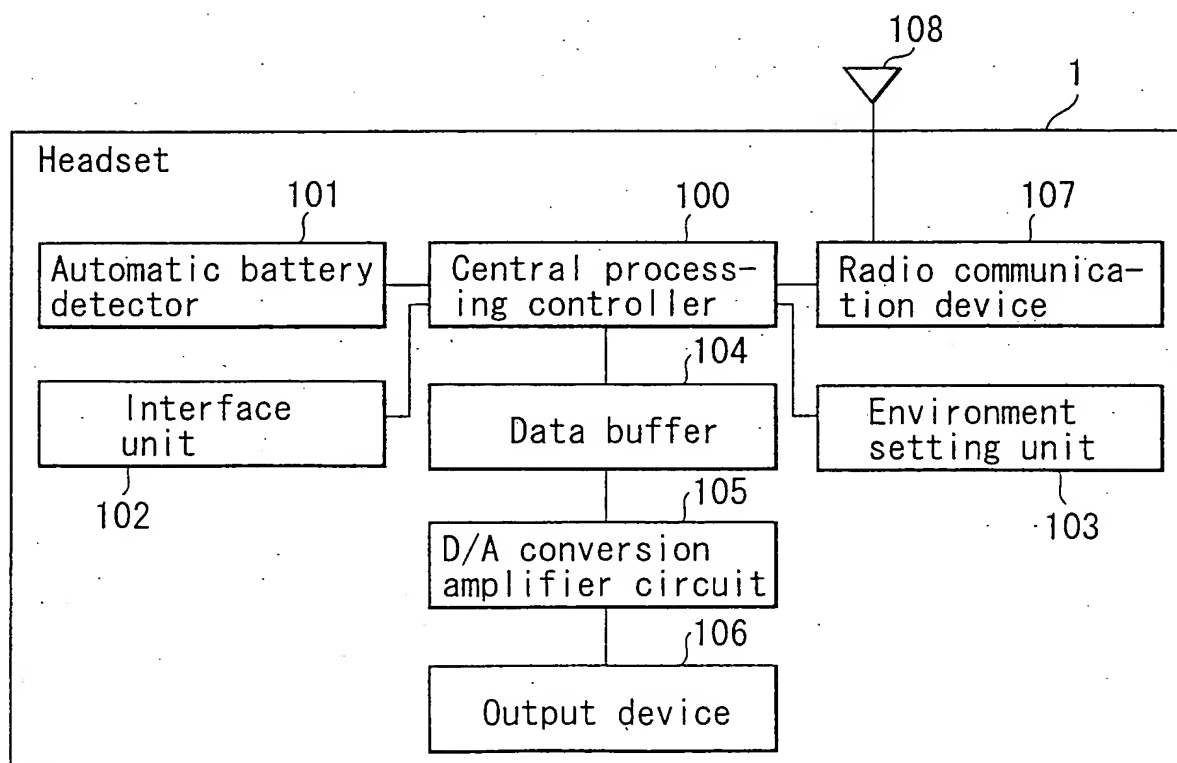 108
1
Headset
101
100
107
Automatic battery
detector
Central process-
ing controller
Radio communica-
tion device
104
Interface
unit
Data buffer
Environment
setting unit
102
105
103
D/A conversion
amplifier circuit
106
Output device